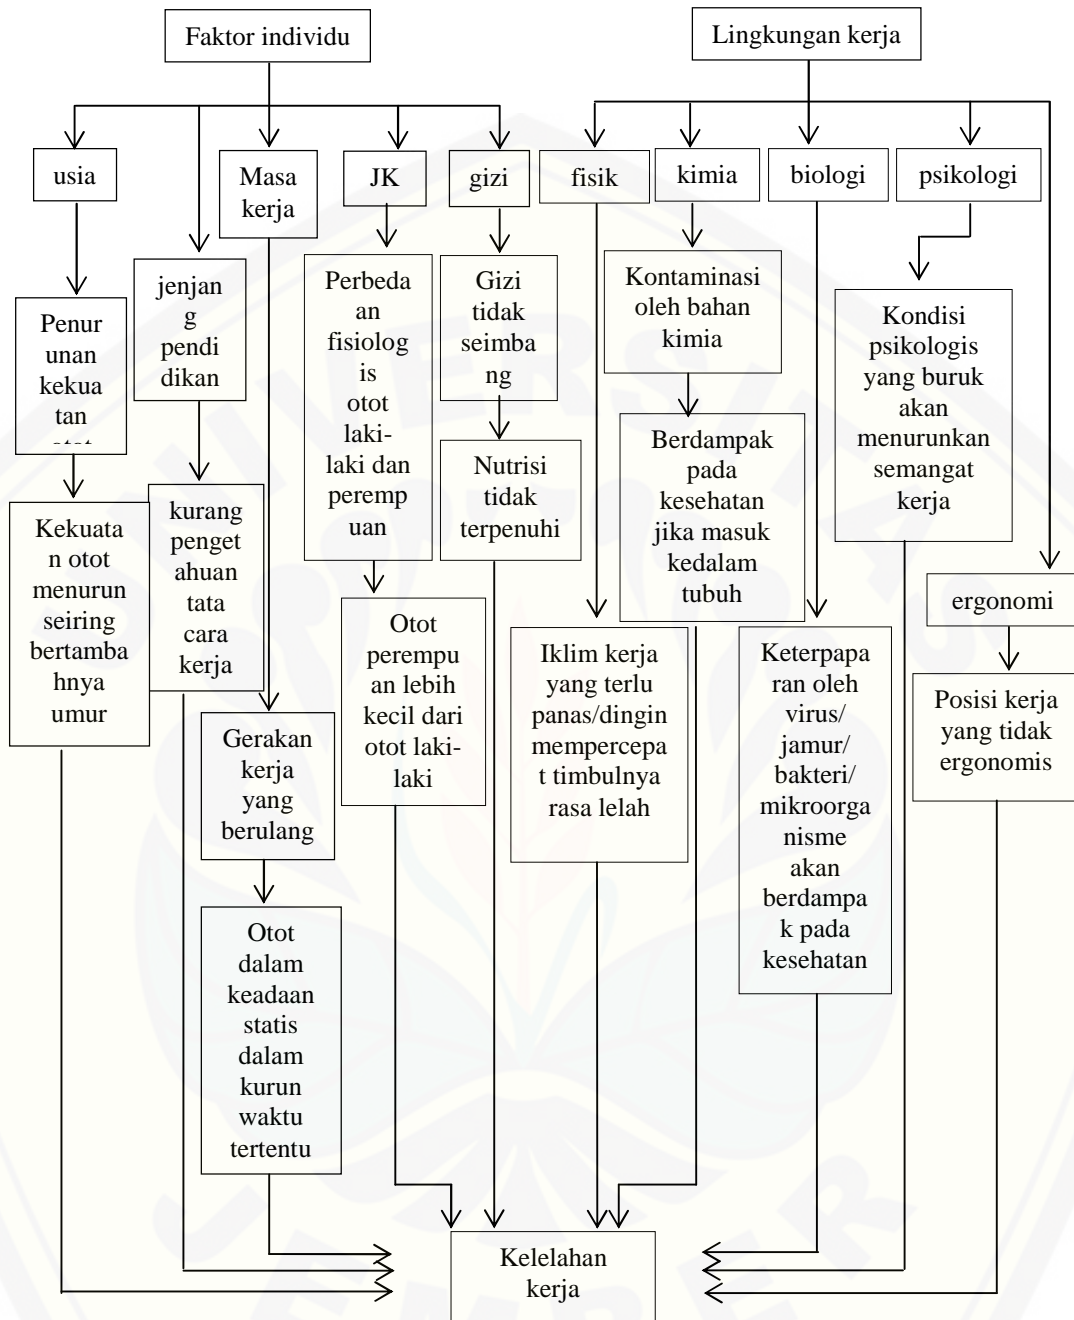 Faktor individu
Lingkungan kerja
usia
Masa
kerja
JK
gizi
fisik
kimia
biologi
psikologi
jenjan
g
pendi
dikan
Penur
unan
kekua
tan
otot
Perbeda
an
fisiolog
is
otot
laki-
laki dan
peremp
uan
Gizi
tidak
seimba
ng
Kontaminasi
oleh bahan
kimia
Kondisi
psikologis
yang buruk
akan
menurunkan
semangat
kerja
Kekuata
n otot
menurun
seiring
bertamba
hnya
umur
kurang
penget
ahuan
tata
cara
kerja
Nutrisi
tidak
terpenuhi
Berdampak
pada
kesehatan
jika masuk
kedalam
tubuh
ergonomi
Gerakan
kerja
yang
berulang
Otot
perempu
an lebih
kecil dari
otot laki-
laki
Iklim kerja
yang terlu
panas/dingin
mempercepa
t timbulnya
rasa lelah
Keterpapa
ran oleh
virus/
jamur/
bakteri/
mikroorga
nisme
akan
berdampa
k pada
kesehatan
Posisi kerja
yang tidak
ergonomis
Otot
dalam
keadaan
statis
dalam
kurun
waktu
tertentu
Kelelahan
kerja
UNIVERSITAS
JEMBER